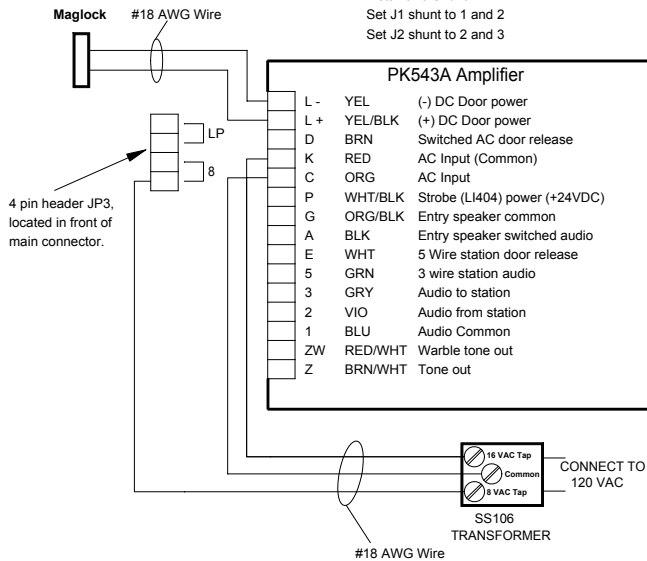 Maglock
#18 AWG Wire
Set J1 shunt to 1 and 2
Set J2 shunt to 2 and 3
PK543A Amplifier
L - YEL (-) DC Door power
L + YEL/BLK (+) DC Door power
D BRN Switched AC door release
K RED AC Input (Common)
C ORG AC Input
P WHT/BLK Strobe (LI404) power (+24VDC)
G ORG/BLK Entry speaker common
A BLK Entry speaker switched audio
E WHT 5 Wire station door release
5 GRN 3 wire station audio
3 GRY Audio to station
2 VIO Audio from station
1 BLU Audio Common
ZW RED/WHT Warble tone out
Z BRN/WHT Tone out
LP
8
4 pin header JP3,
located in front of
main connector.
16 VAC Tap
Common
8 VAC Tap
CONNECT TO
120 VAC
SS106
TRANSFORMER
#18 AWG Wire